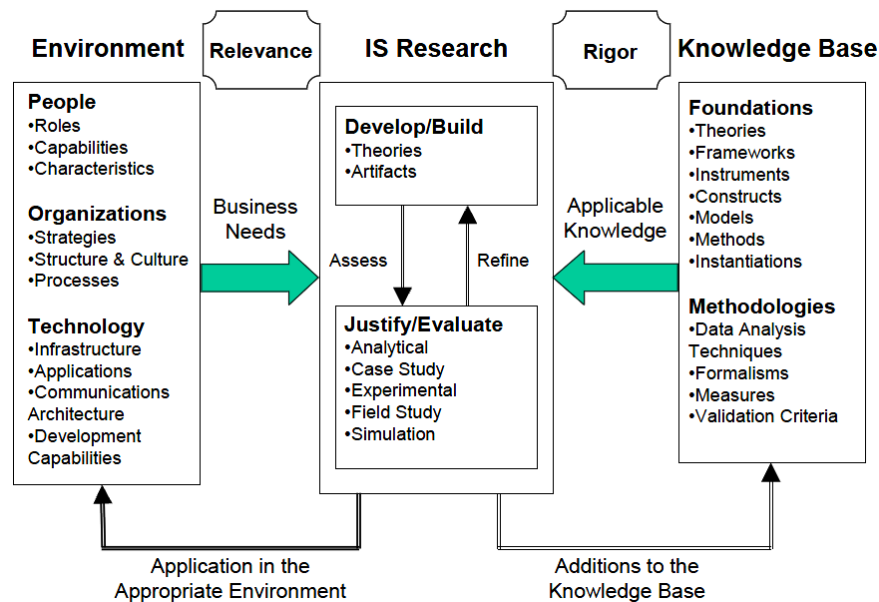 Environment
Relevance
IS Research
Rigor
Knowledge Base
People
•Roles
•Capabilities
•Characteristics
Organizations
•Strategies
•Structure & Culture
•Processes
Technology
•Infrastructure
•Applications
•Communications
Architecture
•Development
Capabilities
Business
Needs
Develop/Build
•Theories
•Artifacts
Assess
Refine
Justify/Evaluate
•Analytical
•Case Study
•Experimental
•Field Study
•Simulation
Applicable
Knowledge
Foundations
•Theories
•Frameworks
•Instruments
•Constructs
•Models
•Methods
•Instantiations
Methodologies
•Data Analysis
Techniques
•Formalisms
•Measures
•Validation Criteria
Application in the
Appropriate Environment
Additions to the
Knowledge Base